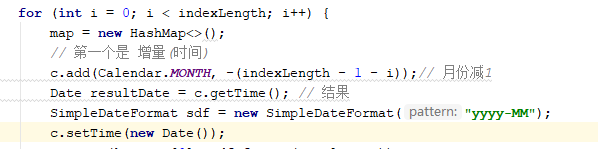 for (int i = 0; i < indexLength; i++) {
map = new HashMap<>();
// 第一个是 增量(时间)
c.add(Calendar.MONTH, -(indexLength - 1 - i));// 月份减1
Date resultDate = c.getTime(); // 结果
SimpleDateFormat sdf = new SimpleDateFormat( pattern: "yyyy-MM");
c.setTime(new Date());